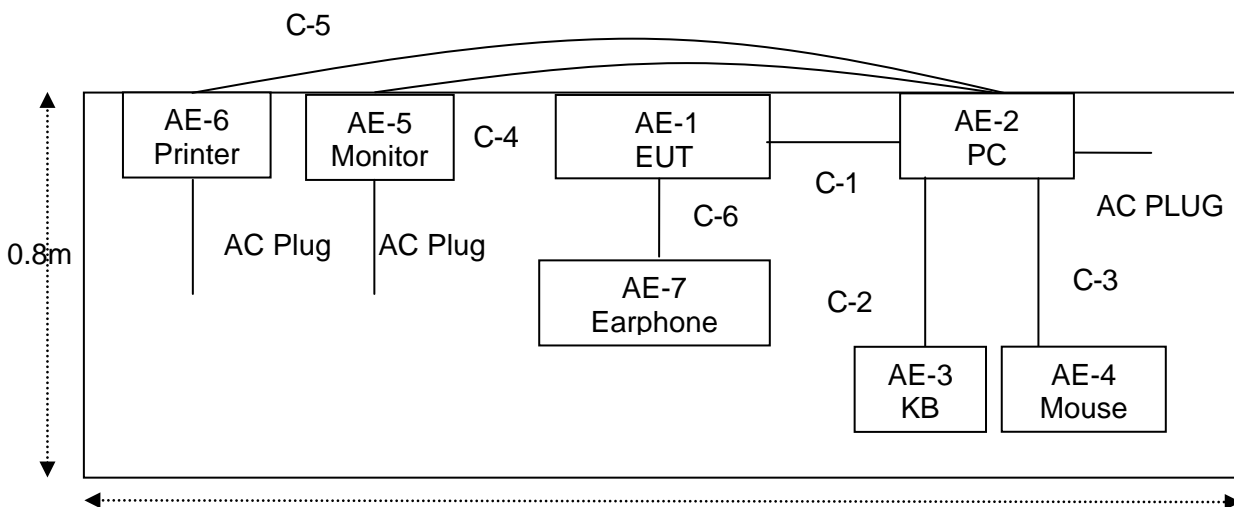 C-5
AE-6
Printer
AE-5
Monitor
C-4
AE-1
EUT
C-1
AE-2
PC
AC PLUG
C-6
AC Plug
AC Plug
0.8m
AE-7
Earphone
C-2
C-3
AE-3
KB
AE-4
Mouse